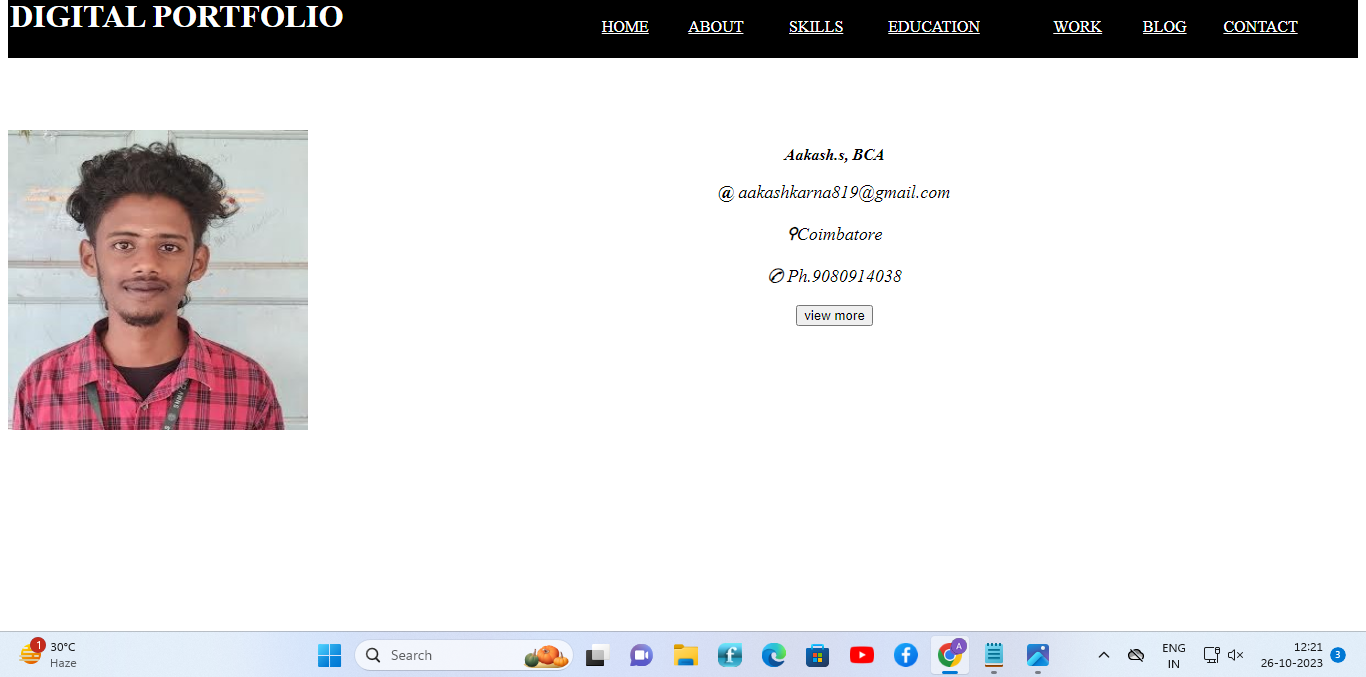 DIGITAL PORTFOLIO
HOME ABOUT SKILLS EDUCATION WORK BLOG CONTACT
Aakash.s, BCA
@ aakashkarna819@gmail.com
⚲Coimbatore
✆ Ph.9080914038
view more
1
30°C
Haze
Search
A
ENG
IN
12:21
26-10-2023
3